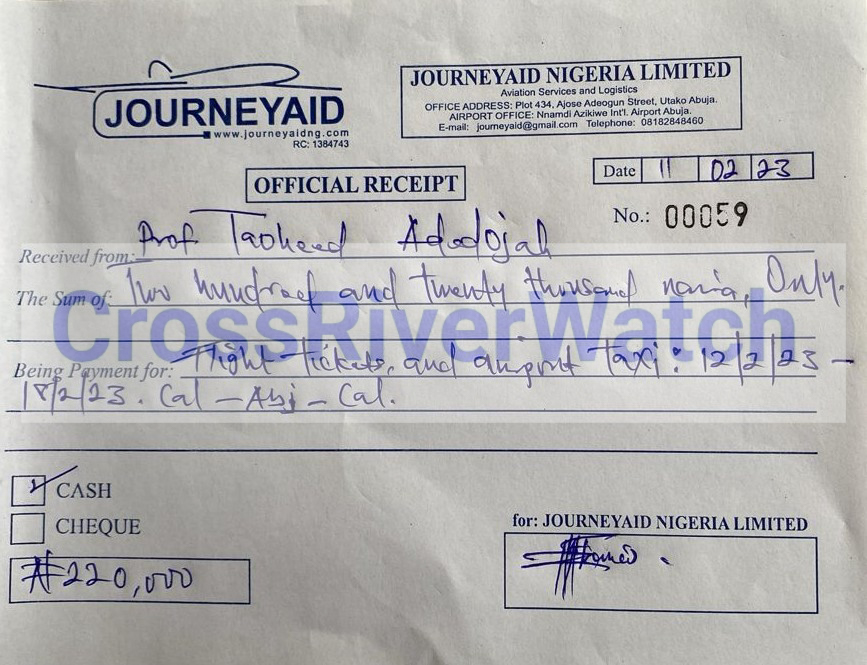 JOURNEYAID
www.journeyaidng.com
RC: 1384743
JOURNEYAID NIGERIA LIMITED
Aviation Services and Logistics
OFFICE ADDRESS: Plot 434, Ajose Adeogun Street, Utako Abuja.
AIRPORT OFFICE: Nnamdi Azikiwe Int'l. Airport Abuja.
E-mail: journeyaid@gmail.com Telephone: 08182848460
OFFICIAL RECEIPT
Date 11 02 23
No.: 00059
Received from: Prof Taoheed
The Sum of: Two hundred and twenty thousand naria, Only.
CrossRiverWatch
Being Payment for: Flight tickets, and airport Taxi: 12/2/23 –
18/2/23. Cal – Abj – Cal.
CASH
CHEQUE
₦220,000
for: JOURNEYAID NIGERIA LIMITED